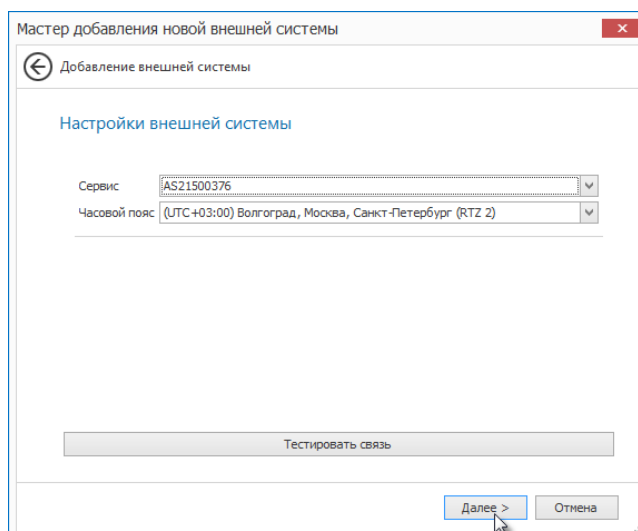 Мастер добавления новой внешней системы
Добавление внешней системы
Настройки внешней системы
Сервис AS21500376
Часовой пояс (UTC+03:00) Волгоград, Москва, Санкт-Петербург (RTZ 2)
Тестировать связь
Далее > Отмена